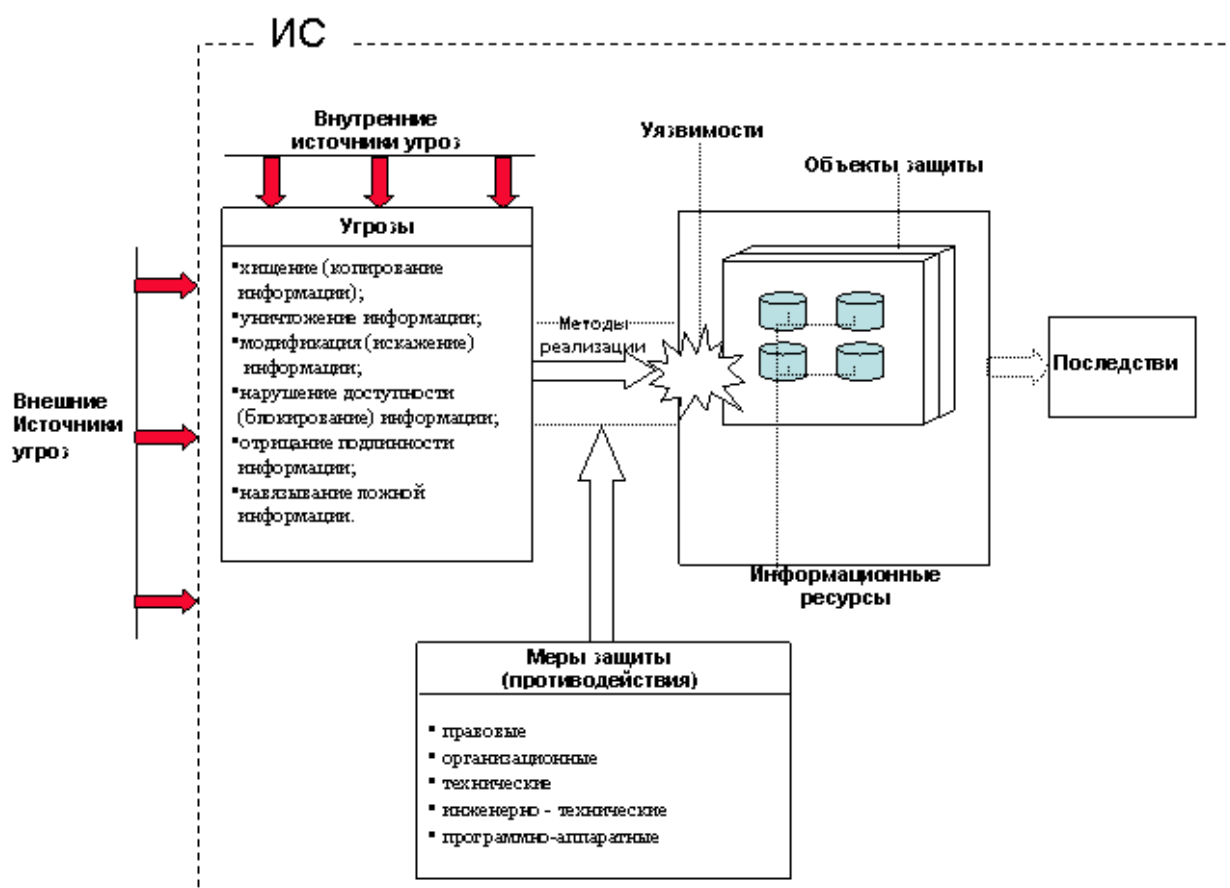 ИС
Внутренние
источники угроз
Уязвимости
Объекты защиты
Угрозы
▪хищение (копирование
информации);
▪уничтожение информации;
▪модификация (искажение)
информации;
▪нарушение доступности
(блокирование) информации;
▪отрицание подлинности
информации;
▪навязывание ложной
информации.
Методы
реализации
Последстви
Внешние
Источники
угроз
Информационные
ресурсы
Меры защиты
(противодействия)
▪ правовые
▪ организационные
▪ технические
▪ инженерно - технические
▪ программно-аппаратные